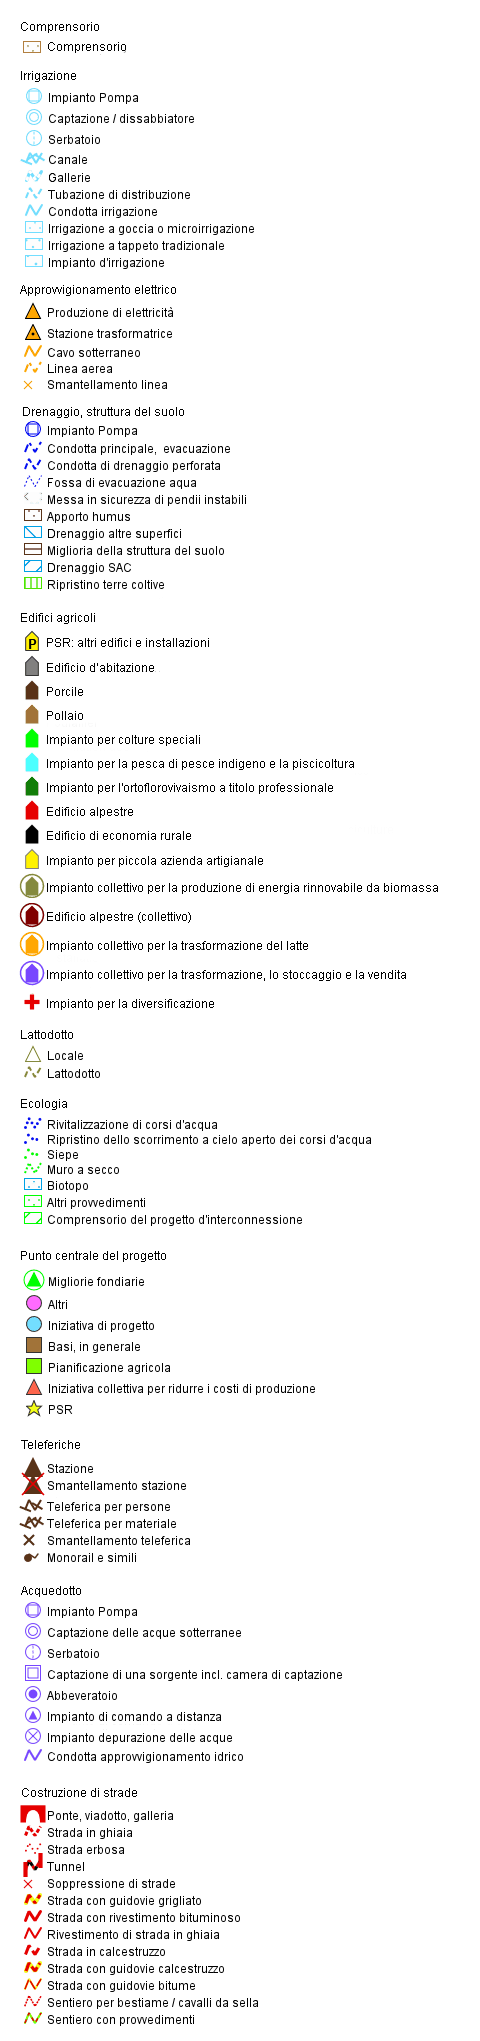 Comprensorio
Comprensorio
Irrigazione
Impianto Pompa
Captazione / dissabbiatore
Serbatoio
Canale
Gallerie
Tubazione di distribuzione
Condotta irrigazione
Irrigazione a goccia o microirrigazione
Irrigazione a tappeto tradizionale
Impianto d'irrigazione
Approvvigionamento elettrico
Produzione di elettricità
Stazione trasformatrice
Cavo sotterraneo
Linea aerea
Smantellamento linea
Drenaggio, struttura del suolo
Impianto Pompa
Condotta principale, evacuazione
Condotta di drenaggio perforata
Fossa di evacuazione aqua
Messa in sicurezza di pendii instabili
Apporto humus
Drenaggio altre superfici
Miglioria della struttura del suolo
Drenaggio SAC
Ripristino terre coltive
Edifici agricoli
P PSR: altri edifici e installazioni
Edificio d'abitazione
Porcile
Pollaio
Impianto per colture speciali
Impianto per la pesca di pesce indigeno e la piscicoltura
Impianto per l'ortoflorovivaismo a titolo professionale
Edificio alpestre
Edificio di economia rurale
Impianto per piccola azienda artigianale
Impianto collettivo per la produzione di energia rinnovabile da biomassa
Edificio alpestre (collettivo)
Impianto collettivo per la trasformazione del latte
Impianto collettivo per la trasformazione, lo stoccaggio e la vendita
Impianto per la diversificazione
Lattodotto
Locale
Lattodotto
Ecologia
Rivitalizzazione di corsi d'acqua
Ripristino dello scorrimento a cielo aperto dei corsi d'acqua
Siepe
Muro a secco
Biotopo
Altri provvedimenti
Comprensorio del progetto d'interconnessione
Punto centrale del progetto
Migliorie fondiarie
Altri
Iniziativa di progetto
Basi, in generale
Pianificazione agricola
Iniziativa collettiva per ridurre i costi di produzione
PSR
Teleferiche
Stazione
Smantellamento stazione
Teleferica per persone
Teleferica per materiale
Smantellamento teleferica
Monorail e simili
Acquedotto
Impianto Pompa
Captazione delle acque sotterranee
Serbatoio
Captazione di una sorgente incl. camera di captazione
Abbeveratoio
Impianto di comando a distanza
Impianto depurazione delle acque
Condotta approvvigionamento idrico
Costruzione di strade
Ponte, viadotto, galleria
Strada in ghiaia
Strada erbosa
Tunnel
Soppressione di strade
Strada con guidovie grigliato
Strada con rivestimento bituminoso
Rivestimento di strada in ghiaia
Strada in calcestruzzo
Strada con guidovie calcestruzzo
Strada con guidovie bitume
Sentiero per bestiame / cavalli da sella
Sentiero con provvedimenti